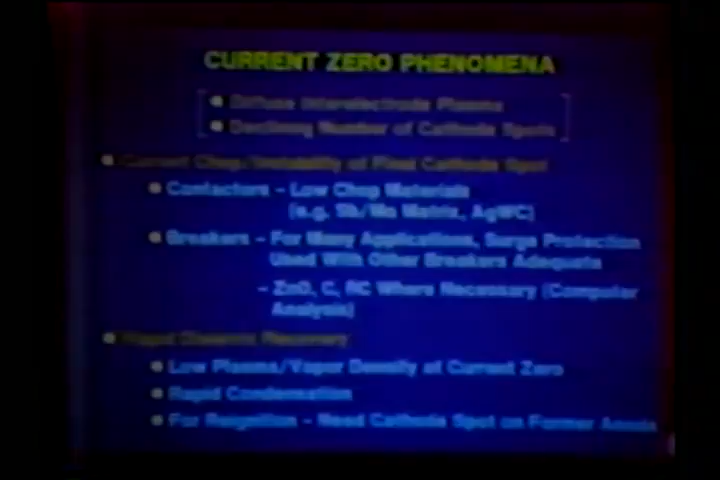 CURRENT ZERO PHENOMENA
● Diffuse Interelectrode Plasma
● Declining Number of Cathode Spots
● Current Chop/Instability of Final Cathode Spot
● Contactors – Low Chop Materials
(e.g. Matrix, AgWC)
● Breakers – For Many Applications, Surge Protection
Used With Other Breakers Adequate
– ZnO, C, RC Where Necessary (Computer
Analysis)
● Rapid Dielectric Recovery
● Low Plasma/Vapor Density at Current Zero
● Rapid Condensation
● For Reignition – Need Cathode Spot on Former Anode